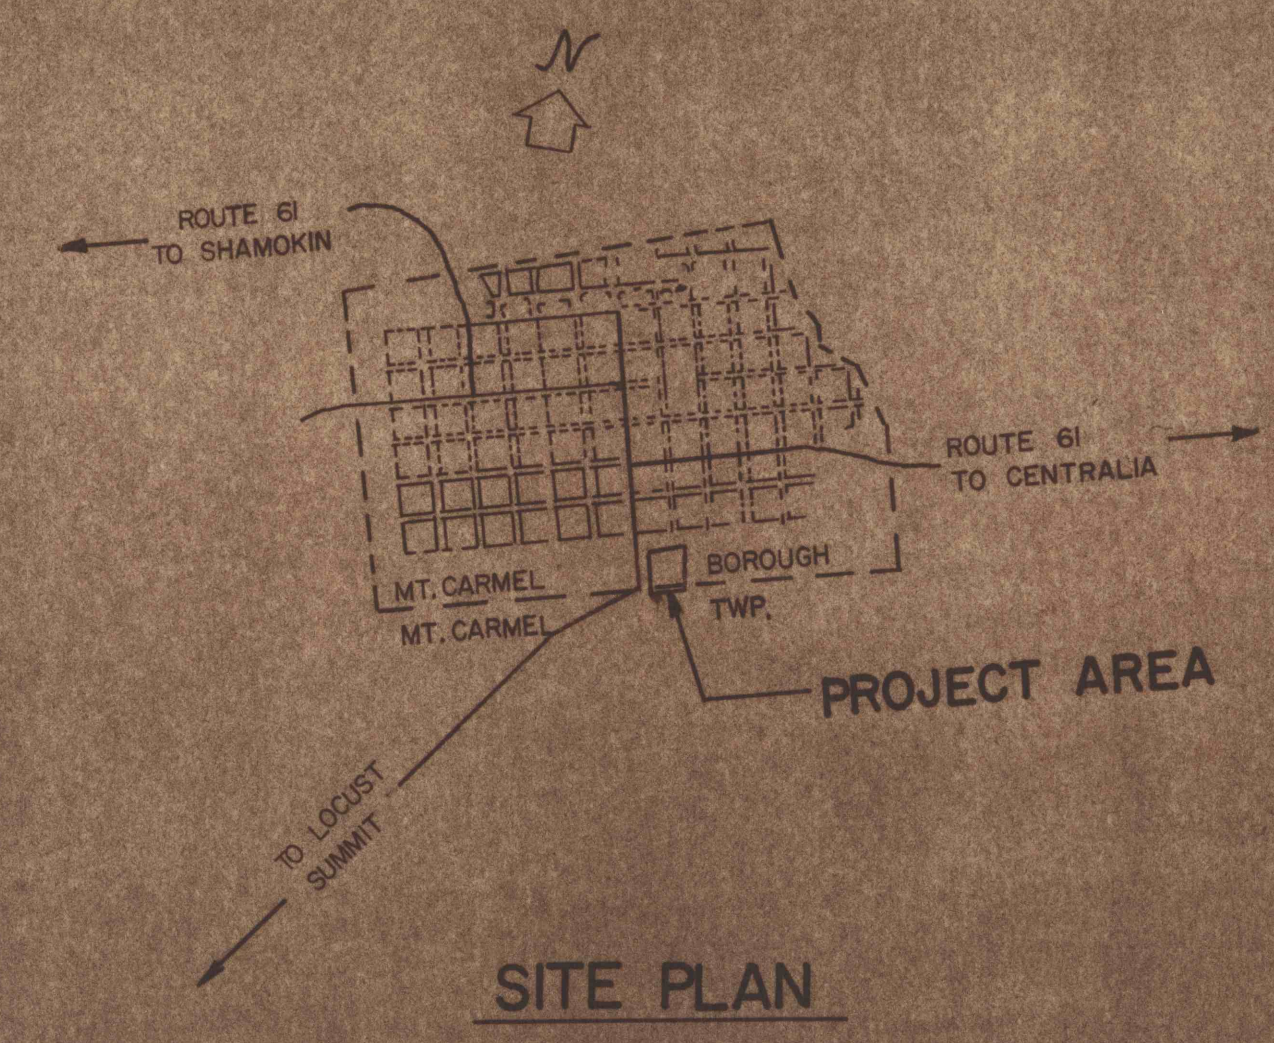 N
ROUTE 61
TO SHAMOKIN
ROUTE 61
TO CENTRALIA
MT. CARMEL BOROUGH
MT. CARMEL TWP.
PROJECT AREA
TO LOCUST
SUMMIT
SITE PLAN